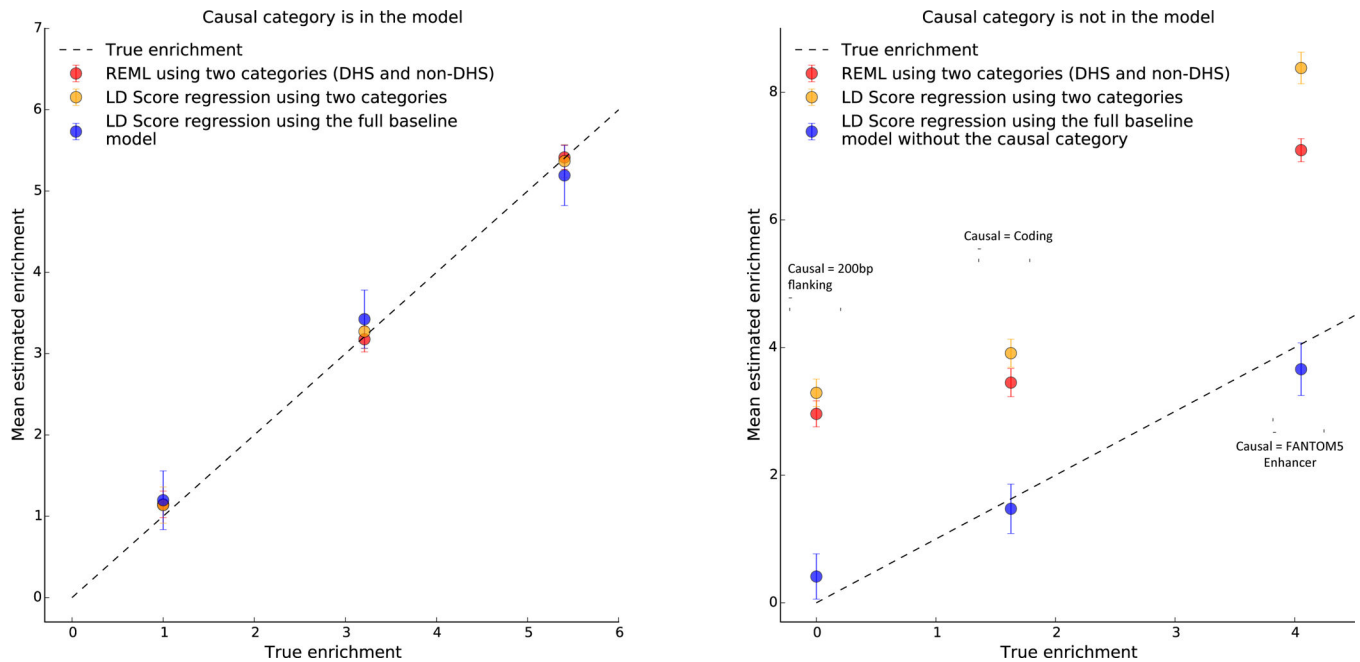 Causal category is in the model
7
6
5
4
3
2
1
0
Mean estimated enrichment
True enrichment
REML using two categories (DHS and non-DHS)
LD Score regression using two categories
LD Score regression using the full baseline
model
0
1
2
3
4
5
6
True enrichment
Causal category is not in the model
8
6
4
2
0
Mean estimated enrichment
True enrichment
REML using two categories (DHS and non-DHS)
LD Score regression using two categories
LD Score regression using the full baseline
model without the causal category
Causal = Coding
Causal = 200bp
flanking
Causal = FANTOM5
Enhancer
0
1
2
3
4
True enrichment